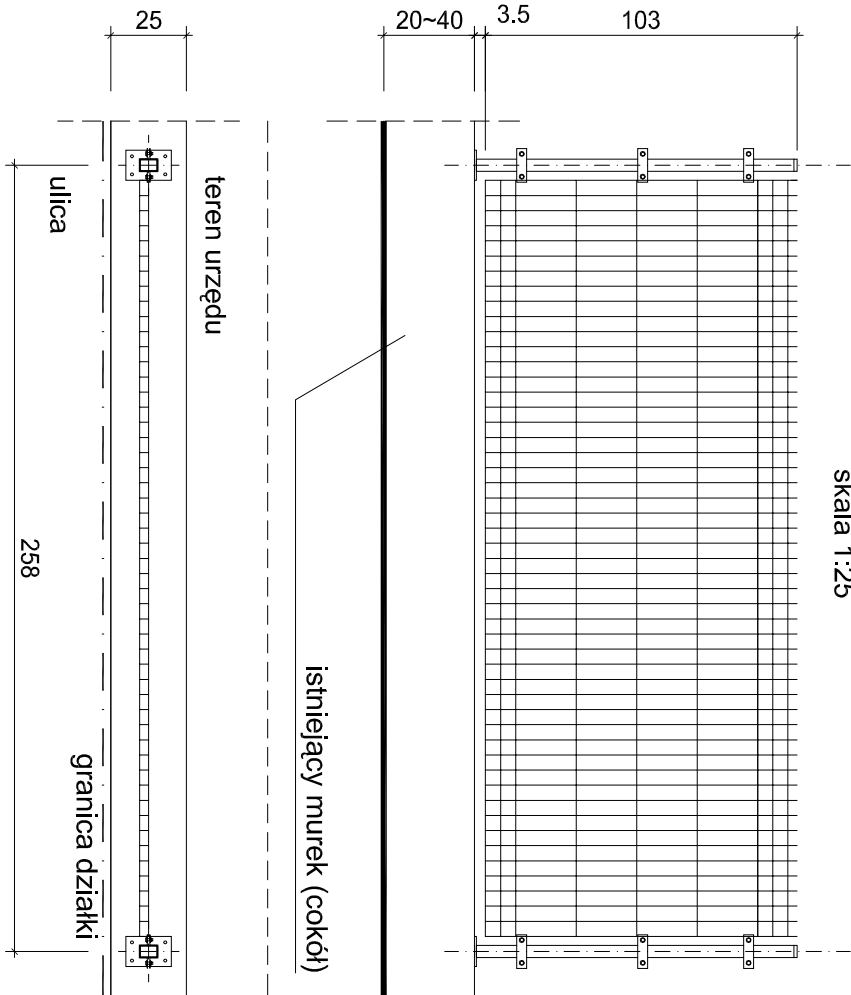 25
20~40
3.5
103
skala 1:25
istniejący murek (cokół)
teren urzędu
ulica
granica działki
258